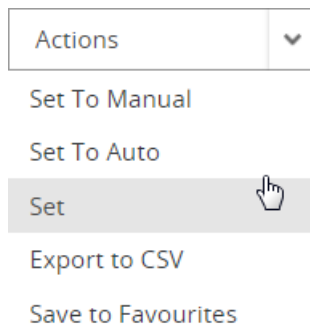 Actions
Set To Manual
Set To Auto
Set
Export to CSV
Save to Favourites